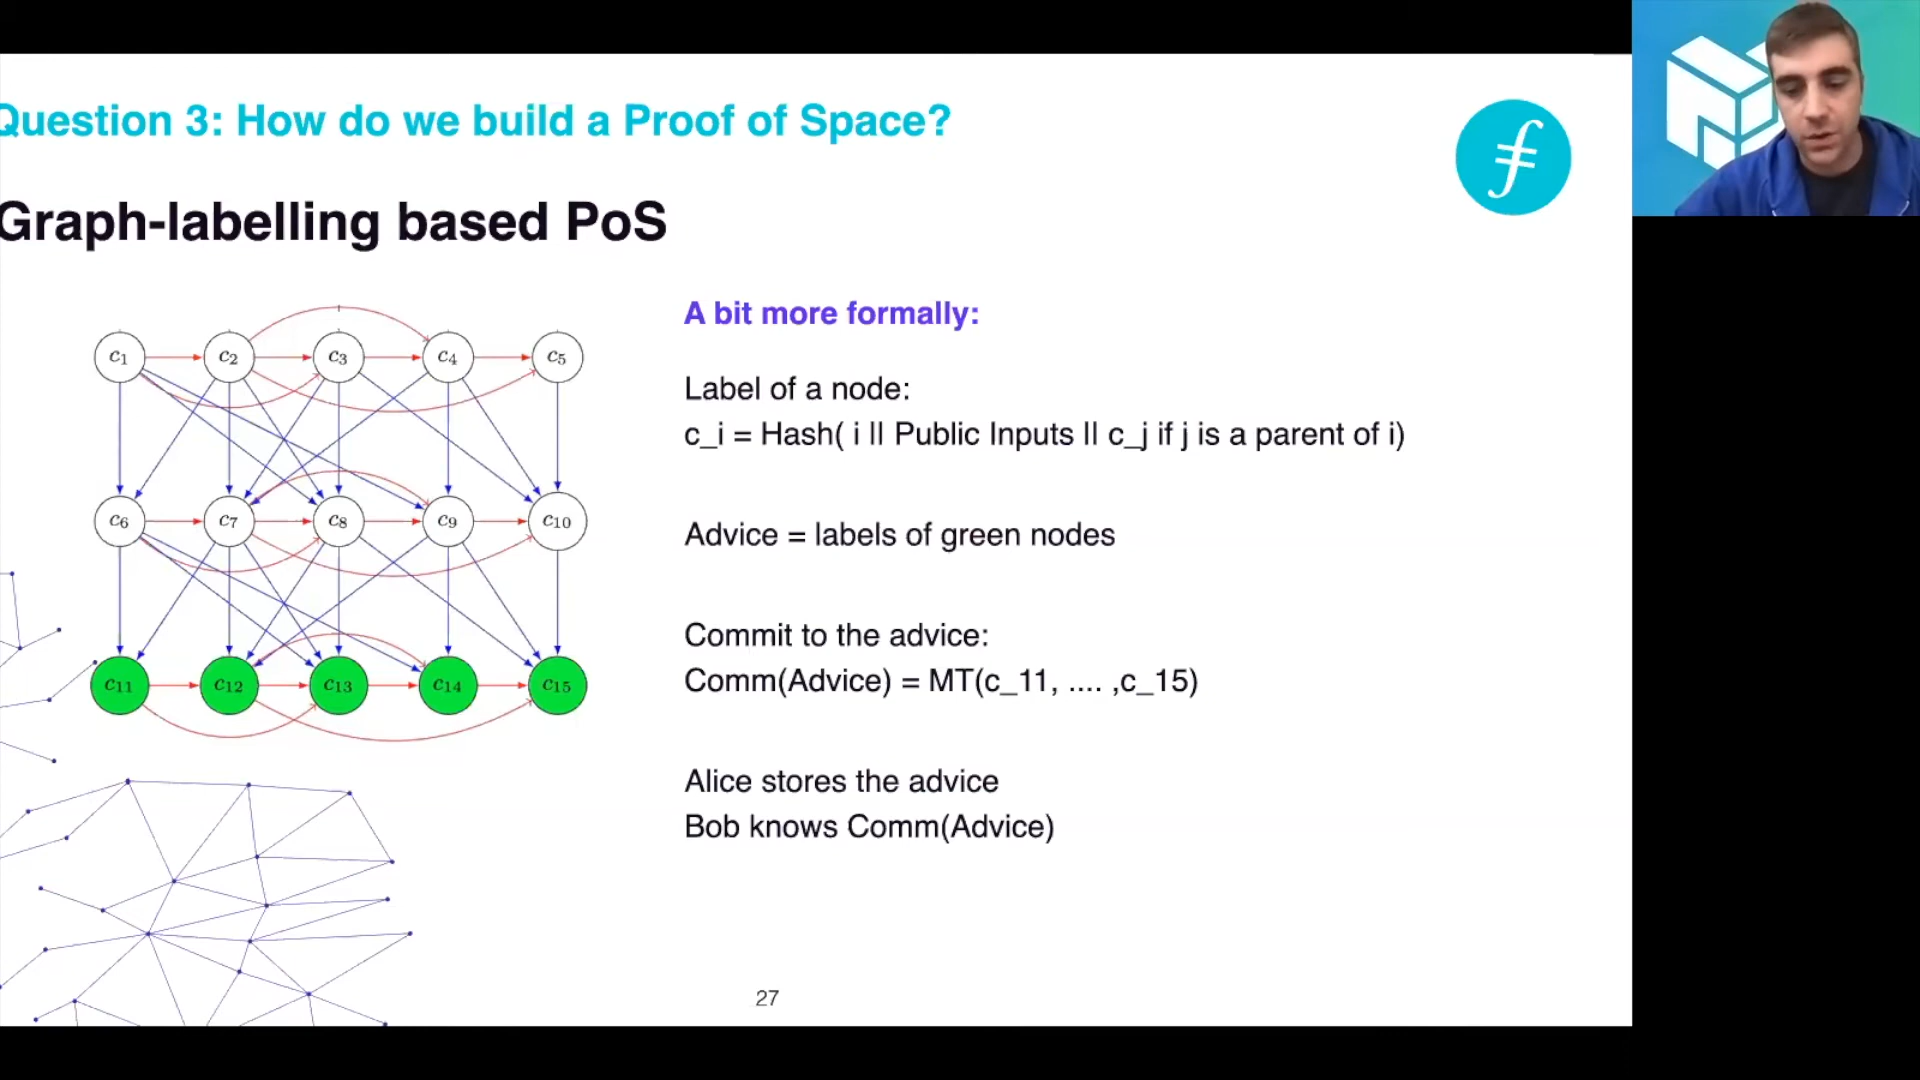 Question 3: How do we build a Proof of Space?
Graph-labelling based PoS
c1 c2 c3 c4 c5
c6 c7 c8 c9 c10
c11 c12 c13 c14 c15
A bit more formally:
Label of a node:
c_i = Hash( i || Public Inputs || c_j if j is a parent of i)
Advice = labels of green nodes
Commit to the advice:
Comm(Advice) = MT(c_11, .... ,c_15)
Alice stores the advice
Bob knows Comm(Advice)
27